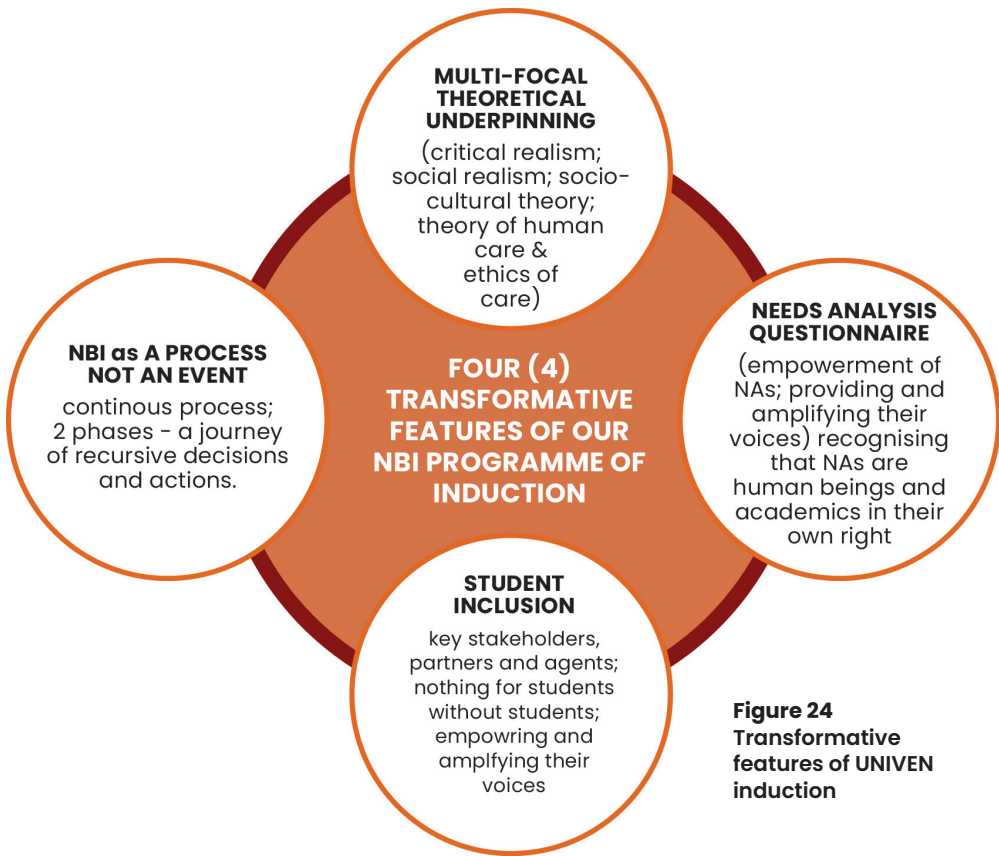 MULTI-FOCAL
THEORETICAL
UNDERPINNING
(critical realism;
social realism; socio-
cultural theory;
theory of human
care &
ethics of
care)
NBI as A PROCESS
NOT AN EVENT
continous process;
2 phases - a journey
of recursive decisions
and actions.
FOUR (4)
TRANSFORMATIVE
FEATURES OF OUR
NBI PROGRAMME OF
INDUCTION
NEEDS ANALYSIS
QUESTIONNAIRE
(empowerment of
NAs; providing and
amplifying their
voices) recognising
that NAs are
human beings and
academics in their
own right
STUDENT
INCLUSION
key stakeholders,
partners and agents;
nothing for students
without students;
empowring and
amplfying their
voices
Figure 24
Transformative
features of UNIVEN
induction